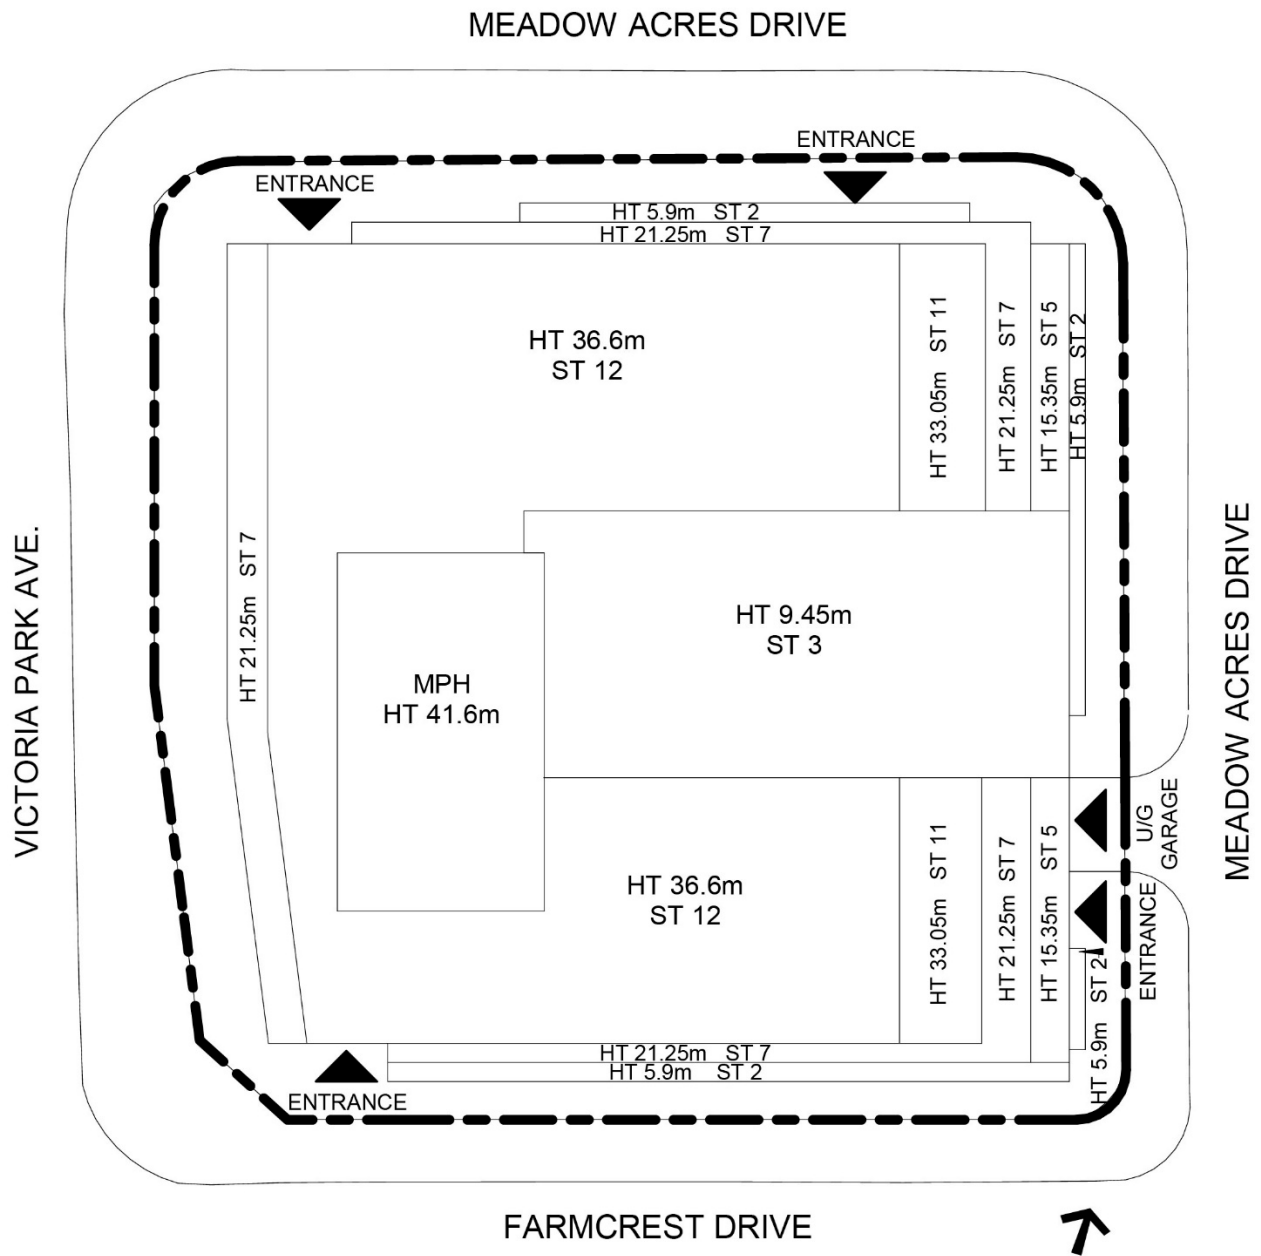 MEADOW ACRES DRIVE
ENTRANCE
ENTRANCE
HT 5.9m ST 2
HT 21.25m ST 7
HT 36.6m
ST 12
HT 33.05m ST 11
HT 21.25m ST 7
HT 15.35m ST 5
HT 5.9m ST 2
VICTORIA PARK AVE.
HT 21.25m ST 7
MPH
HT 41.6m
HT 9.45m
ST 3
MEADOW ACRES DRIVE
U/G
GARAGE
HT 36.6m
ST 12
HT 33.05m ST 11
HT 21.25m ST 7
HT 15.35m ST 5
HT 5.9m ST 2
ENTRANCE
HT 21.25m ST 7
HT 5.9m ST 2
ENTRANCE
FARMCREST DRIVE